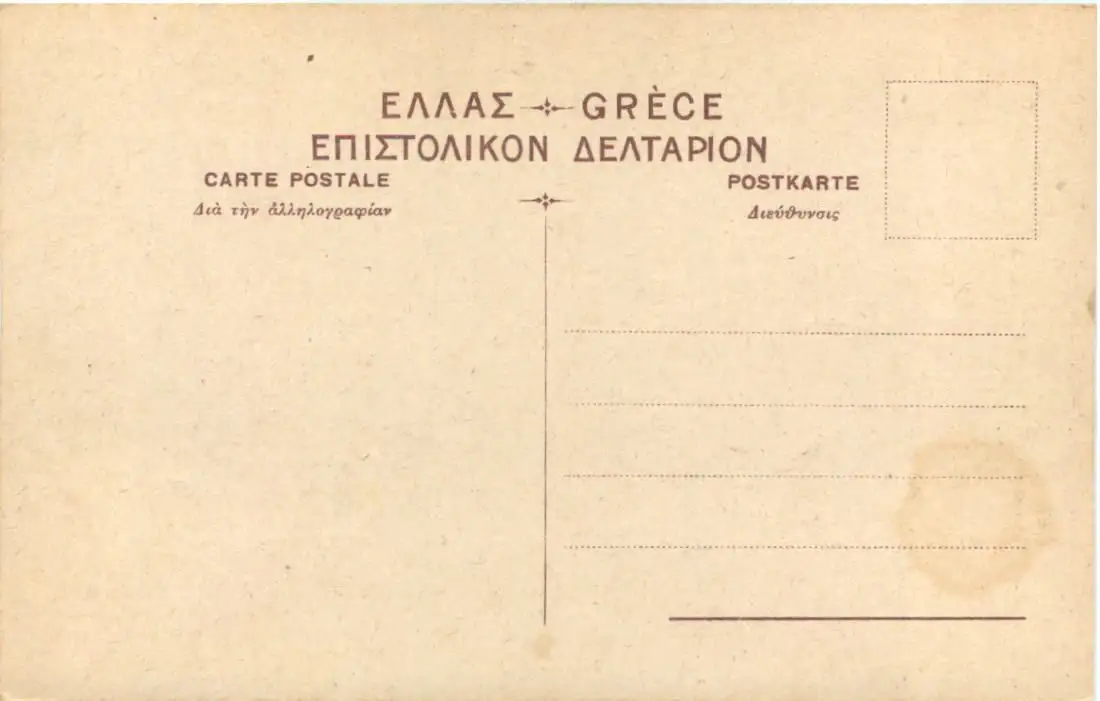 ΕΛΛΑΣ GRÈCE
ΕΠΙΣΤΟΛΙΚΟΝ ΔΕΛΤΑΡΙΟΝ
CARTE POSTALE
POSTKARTE
Διὰ τὴν ἀλληλογραφίαν
Διεύθυνσις